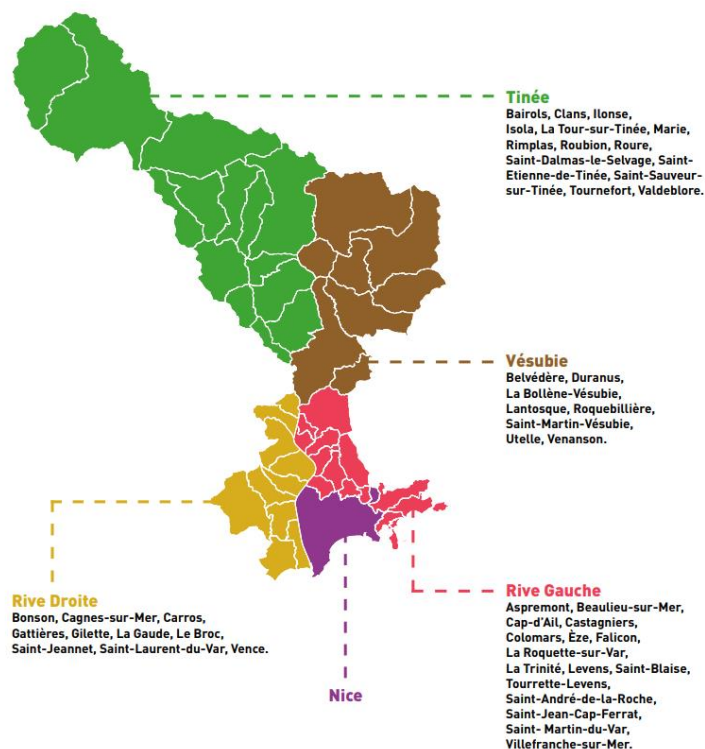 Tinée
Bairols, Clans, Ilonse,
Isola, La Tour-sur-Tinée, Marie,
Rimplas, Roubion, Roure,
Saint-Dalmas-le-Selvage, Saint-
Etienne-de-Tinée, Saint-Sauveur-
sur-Tinée, Tournefort, Valdeblore.
Vésubie
Belvédère, Duranus,
La Bollène-Vésubie,
Lantosque, Roquebillière,
Saint-Martin-Vésubie,
Utelle, Venanson.
Rive Droite
Bonson, Cagnes-sur-Mer, Carros,
Gattières, Gilette, La Gaude, Le Broc,
Saint-Jeannet, Saint-Laurent-du-Var, Vence.
Nice
Rive Gauche
Aspremont, Beaulieu-sur-Mer,
Cap-d'Ail, Castagniers,
Colomars, Èze, Falicon,
La Roquette-sur-Var,
La Trinité, Levens, Saint-Blaise,
Tourrette-Levens,
Saint-André-de-la-Roche,
Saint-Jean-Cap-Ferrat,
Saint- Martin-du-Var,
Villefranche-sur-Mer.